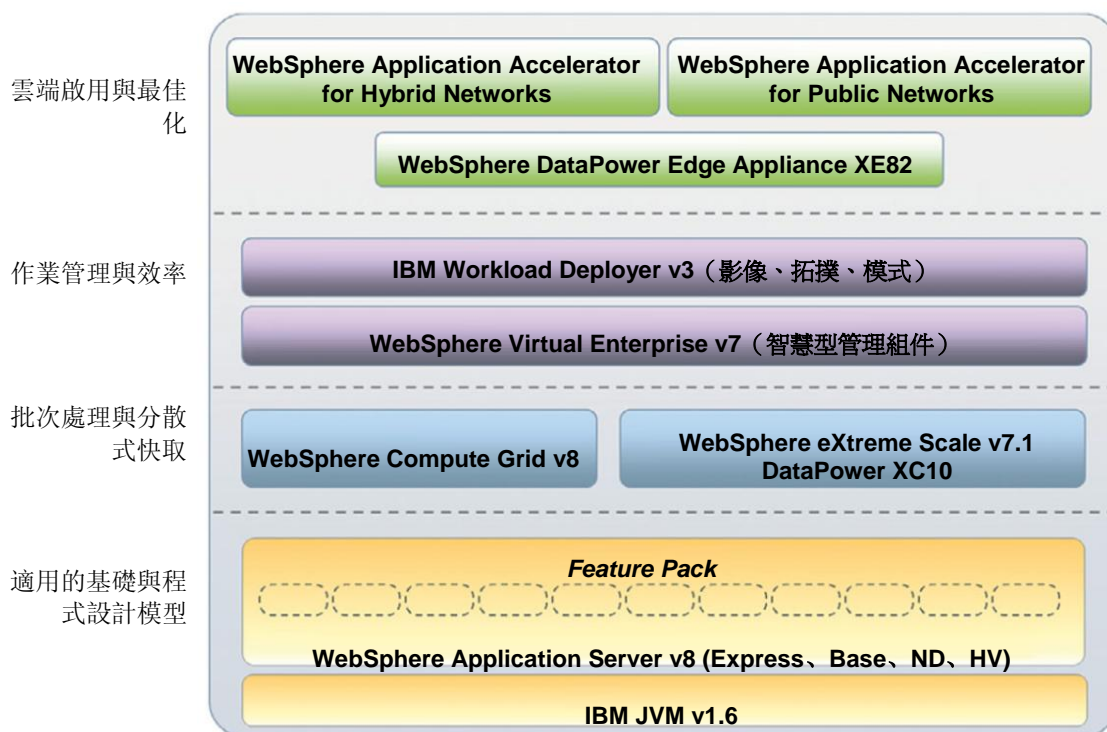 雲端啟用與最佳
化
WebSphere Application Accelerator
for Hybrid Networks
WebSphere Application Accelerator
for Public Networks
WebSphere DataPower Edge Appliance XE82
作業管理與效率
IBM Workload Deployer v3（影像、拓撲、模式）
WebSphere Virtual Enterprise v7（智慧型管理組件）
批次處理與分散
式快取
WebSphere Compute Grid v8
WebSphere eXtreme Scale v7.1
DataPower XC10
適用的基礎與程
式設計模型
Feature Pack
WebSphere Application Server v8 (Express、Base、ND、HV)
IBM JVM v1.6